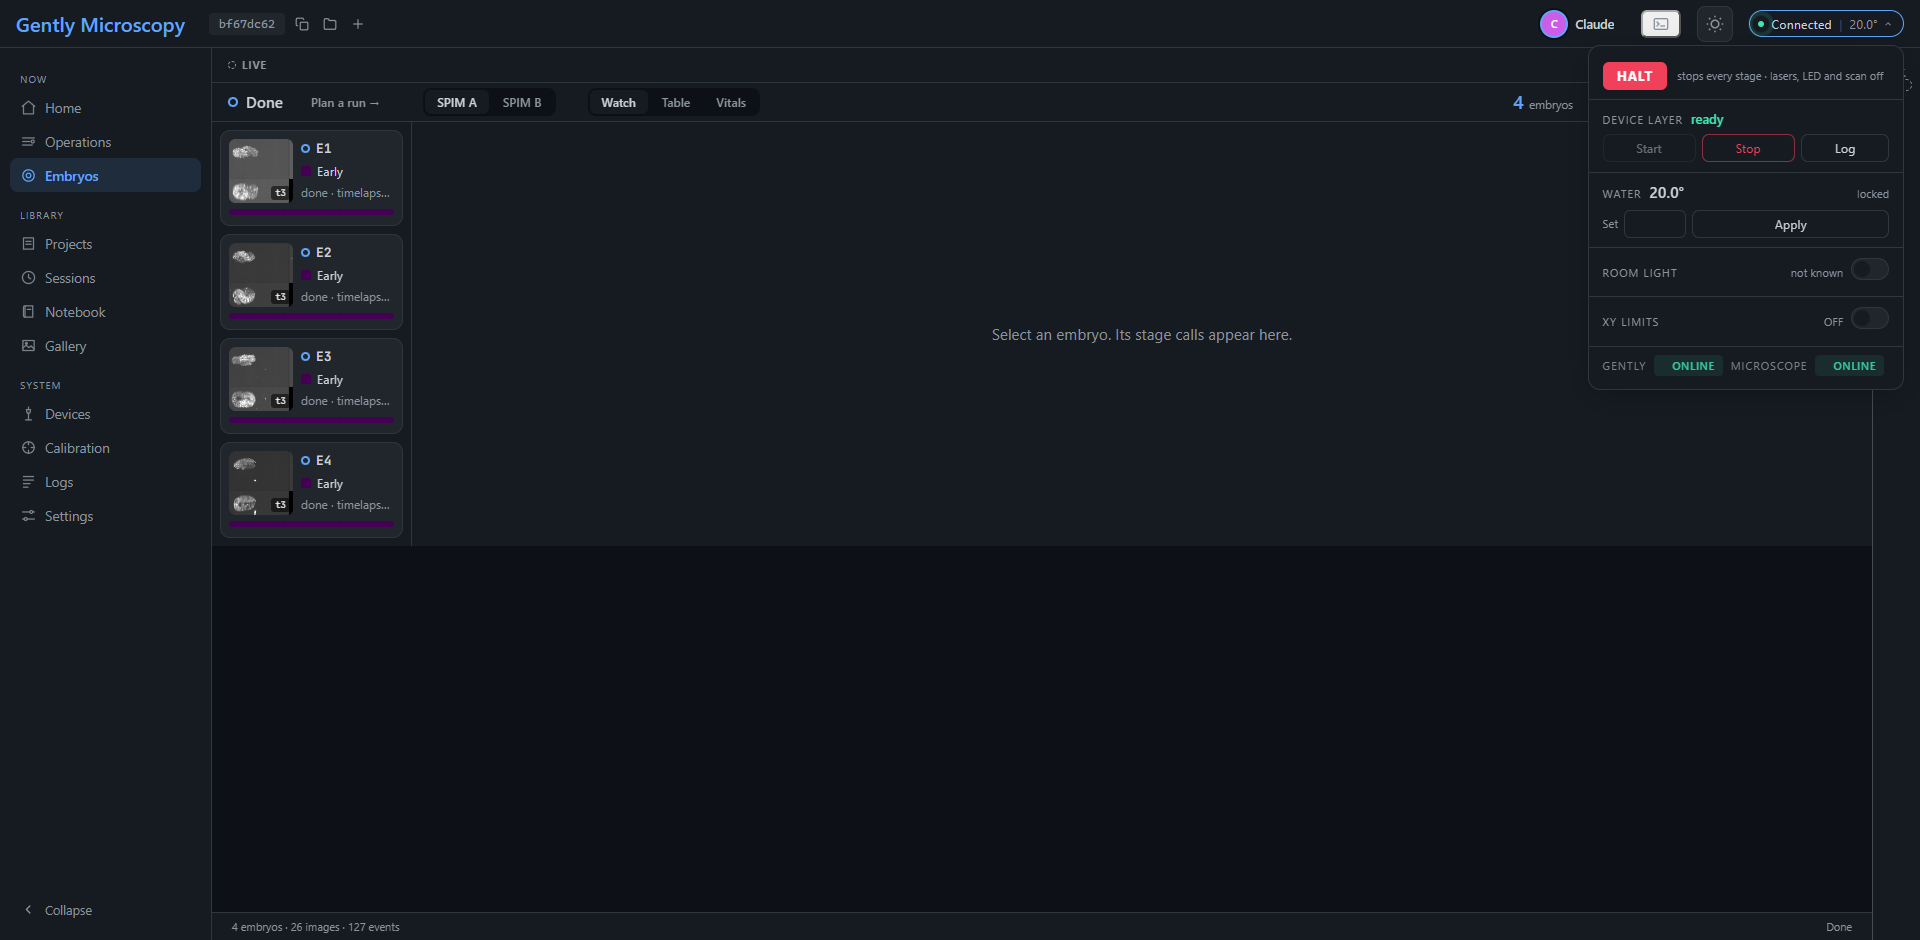 Gently Microscopy
bf67dc62
C Claude
Connected | 20.0°
NOW
Home
Operations
Embryos
LIBRARY
Projects
Sessions
Notebook
Gallery
SYSTEM
Devices
Calibration
Logs
Settings
Collapse
LIVE
Done
Plan a run →
SPIM A SPIM B
Watch Table Vitals
4 embryos
E1
Early
t3
done · timelaps...
E2
Early
t3
done · timelaps...
E3
Early
t3
done · timelaps...
E4
Early
t3
done · timelaps...
Select an embryo. Its stage calls appear here.
HALT stops every stage · lasers, LED and scan off
DEVICE LAYER ready
Start Stop Log
WATER 20.0° locked
Set Apply
ROOM LIGHT not known
XY LIMITS OFF
GENTLY ONLINE MICROSCOPE ONLINE
4 embryos · 26 images · 127 events
Done